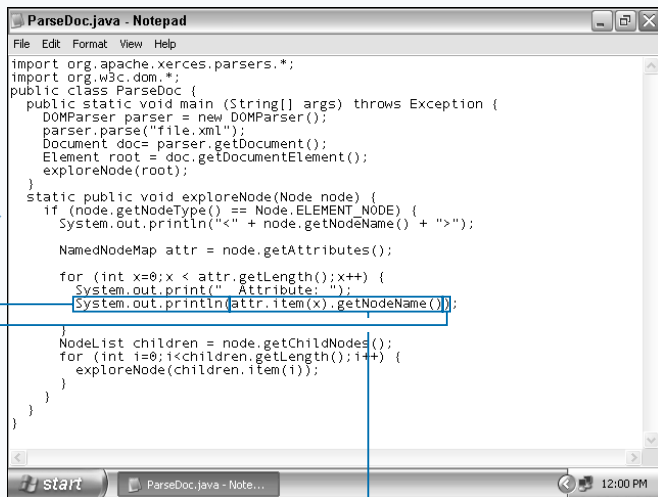 ParseDoc.java - Notepad
File Edit Format View Help
import org.apache.xerces.parsers.*;
import org.w3c.dom.*;
public class ParseDoc {
  public static void main (String[] args) throws Exception {
    DOMParser parser = new DOMParser();
    parser.parse("file.xml");
    Document doc= parser.getDocument();
    Element root = doc.getDocumentElement();
    exploreNode(root);
  }
  static public void exploreNode(Node node) {
    if (node.getNodeType() == Node.ELEMENT_NODE) {
      System.out.println("<" + node.getNodeName() + ">");
      NamedNodeMap attr = node.getAttributes();
      for (int x=0;x < attr.getLength();x++) {
        System.out.print("  Attribute: ");
        System.out.println(attr.item(x).getNodeName());
      }
      NodeList children = node.getChildNodes();
      for (int i=0;i<children.getLength();i++) {
        exploreNode(children.item(i));
      }
    }
  }
}
start ParseDoc.java - Note... 12:00 PM